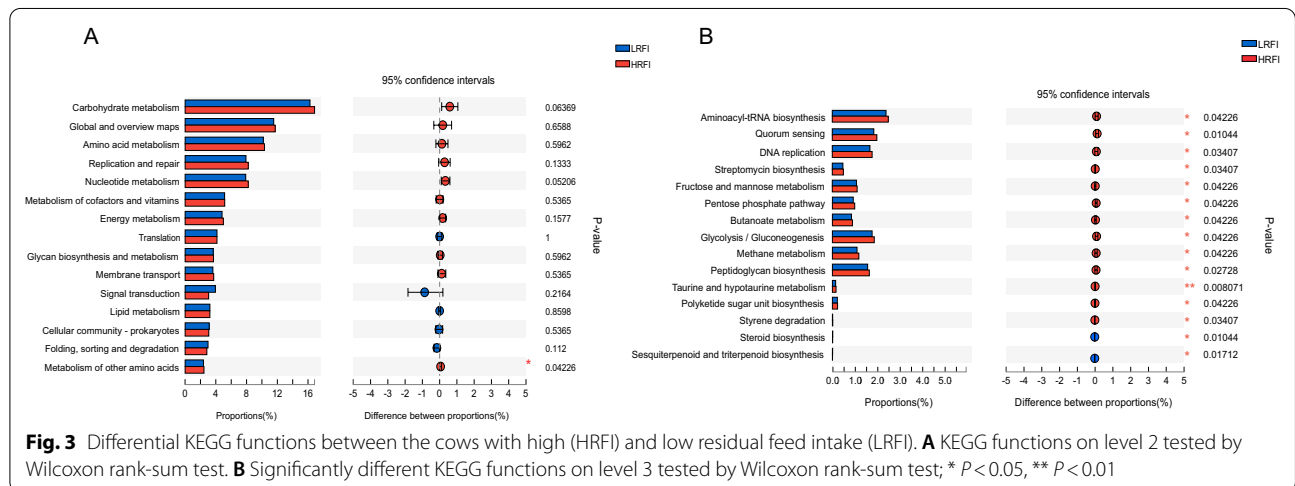 A
LRFI
HRFI
95% confidence intervals
Carbohydrate metabolism 0.06369
Global and overview maps 0.6588
Amino acid metabolism 0.5962
Replication and repair 0.1333
Nucleotide metabolism 0.05206
Metabolism of cofactors and vitamins 0.5365
Energy metabolism 0.1577
Translation 1
Glycan biosynthesis and metabolism 0.5962
Membrane transport 0.5365
Signal transduction 0.2164
Lipid metabolism 0.8598
Cellular community - prokaryotes 0.5365
Folding, sorting and degradation 0.112
Metabolism of other amino acids * 0.04226
P-value
0 4 8 12 16 -5 -4 -3 -2 -1 0 1 2 3 4 5
Proportions(%) Difference between proportions(%)
B
LRFI
HRFI
95% confidence intervals
Aminoacyl-tRNA biosynthesis * 0.04226
Quorum sensing * 0.01044
DNA replication * 0.03407
Streptomycin biosynthesis * 0.03407
Fructose and mannose metabolism * 0.04226
Pentose phosphate pathway * 0.04226
Butanoate metabolism * 0.04226
Glycolysis / Gluconeogenesis * 0.04226
Methane metabolism * 0.04226
Peptidoglycan biosynthesis * 0.02728
Taurine and hypotaurine metabolism ** 0.008071
Polyketide sugar unit biosynthesis * 0.04226
Styrene degradation * 0.03407
Steroid biosynthesis * 0.01044
Sesquiterpenoid and triterpenoid biosynthesis * 0.01712
P-value
0.0 1.0 2.0 3.0 4.0 5.0 -5 -4 -3 -2 -1 0 1 2 3 4 5
Proportions(%) Difference between proportions(%)
Fig. 3 Differential KEGG functions between the cows with high (HRFI) and low residual feed intake (LRFI). A KEGG functions on level 2 tested by
Wilcoxon rank-sum test. B Significantly different KEGG functions on level 3 tested by Wilcoxon rank-sum test; * P < 0.05, ** P < 0.01